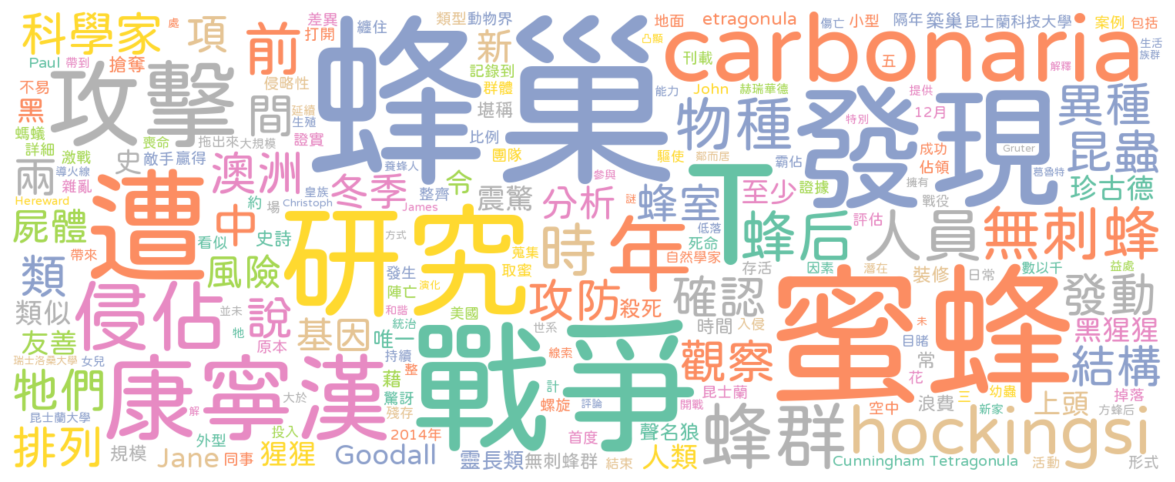 科學家 處 項 前 差異 打開 纏住 類型 動物界 新 凸顯 地面 etragonula 傷亡 小型 隔年 築巢 昆士蘭科技大學 案例 包括
Paul 帶到 搶奪 侵略性 記錄到 群體 刊載 carbonaria 五 解釋 生活 族群
不易 黑 攻擊 間 延續 生殖 蜂巢 堪稱 能力 John 赫瑞華德 物種 發現 提供 12月 異種
螞蟻 詳細 喪命 拖出來 大規模 證實 比例 團隊 驅使 鄰而居 霸佔 特別 成功 佔領 昆蟲
激戰 導火線 雜亂 敵手 贏得 史 兩 澳洲 冬季 養蜂人 整齊 令 震驚 分析 參與 謎 蜂室 T 至少 證據 Gruter 葛魯特 擁有 珍古德
Hereward 約 場 皇族 Christoph James 低落 死命 戰役
屍體 遭 中 史詩 看似 研究 方式 蒐集 取蜜 時 年 自然學家 蜂后 評估 人員 無刺蜂
帶來 類 風險 發生 陣亡 演化 因素 潛在 存活 裝修 日常 數以千 益處
類似 侵佔 並未 說 和諧 統治 美國 攻防 殺死 確認 時間 入侵 未 目睹 發動
友善 牠 原本 基因 唯一 世系 線索 觀察 常 黑猩猩
瑞士洛桑大學 女兒 持續 整 戰爭 計 昆士蘭 蜜蜂 花 三 幼蟲 結構
牠們 康寧漢 解 大於 藉 驚訝 殘存 螺旋 評論 開戰 空中 浪費 新家 上頭 掉落
昆士蘭大學 外型 投入 2014年 首度 聲名狼 蜂群 hockingsi 方蜂后
排列 規模 Jane 同事 猩猩 Goodall 靈長類 無刺蜂群 結束 人類 Cunningham Tetragonula 活動 形式